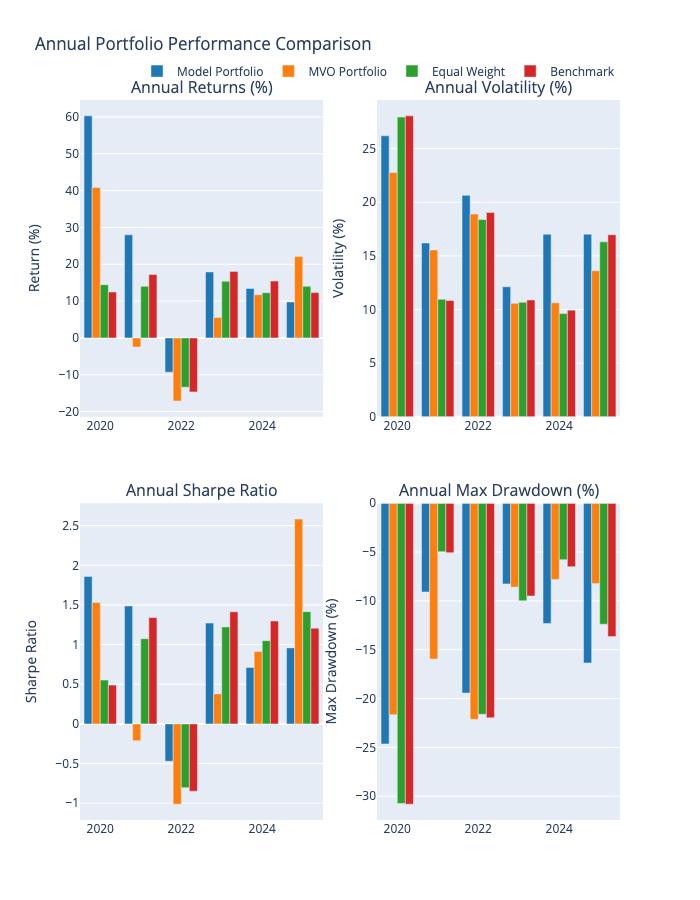 Annual Portfolio Performance Comparison
Model Portfolio MVO Portfolio Equal Weight Benchmark
Annual Returns (%)
Return (%)
60
50
40
30
20
10
0
−10
−20
2020 2022 2024
Annual Volatility (%)
Volatility (%)
25
20
15
10
5
0
2020 2022 2024
Annual Sharpe Ratio
Sharpe Ratio
2.5
2
1.5
1
0.5
0
−0.5
−1
2020 2022 2024
Annual Max Drawdown (%)
Max Drawdown (%)
0
−5
−10
−15
−20
−25
−30
2020 2022 2024